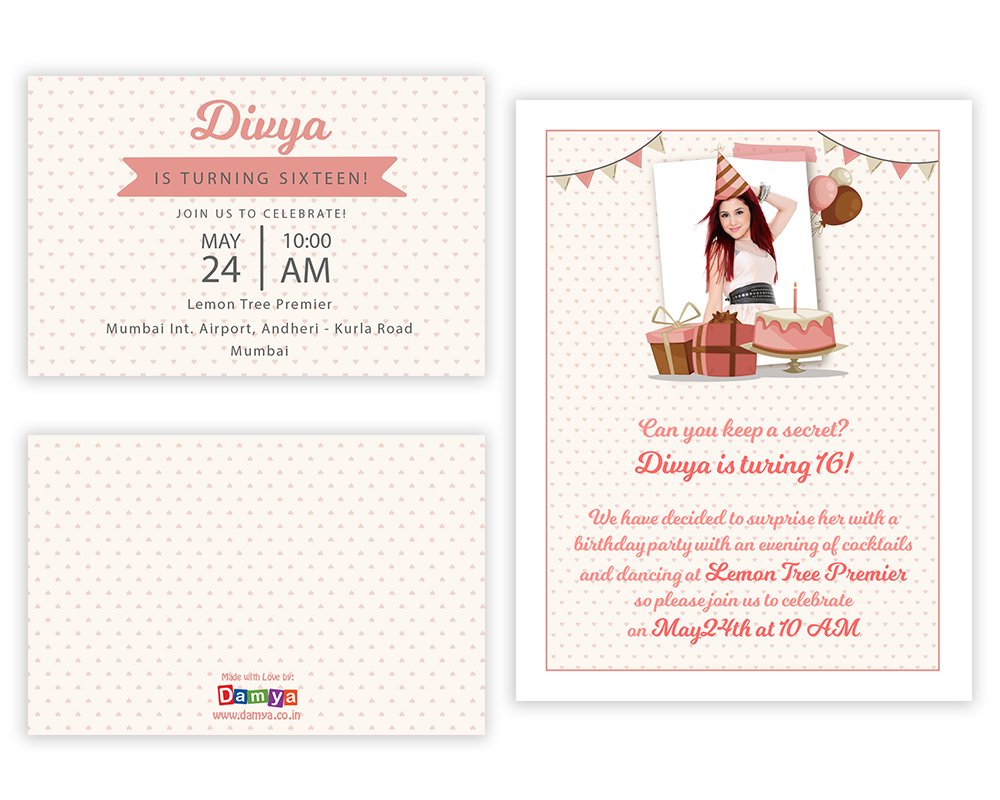 Divya
IS TURNING SIXTEEN!
JOIN US TO CELEBRATE!
MAY 10:00
24 AM
Lemon Tree Premier
Mumbai Int. Airport, Andheri - Kurla Road
Mumbai
Made with Love by:
Damya
www.damya.co.in
Can you keep a secret?
Divya is turing 16!
We have decided to surprise her with a
birthday party with an evening of cocktails
and dancing at Lemon Tree Premier
so please join us to celebrate
on May24th at 10 AM